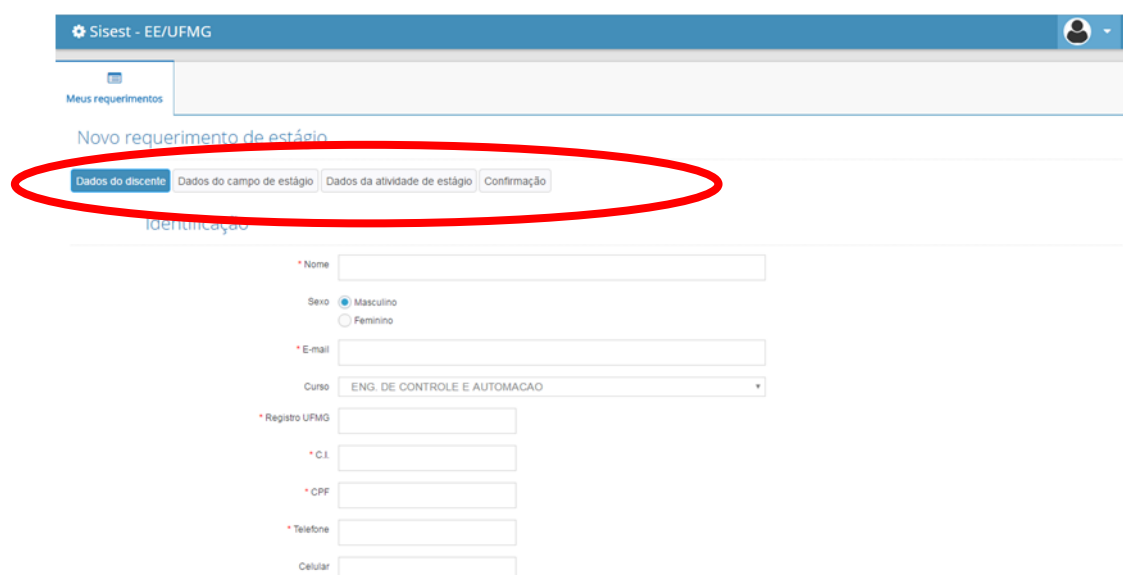 Sisest - EE/UFMG
Meus requerimentos
Novo requerimento de estágio
Dados do discente Dados do campo de estágio Dados da atividade de estágio Confirmação
Identificação
* Nome
Sexo Masculino
Feminino
* E-mail
Curso ENG. DE CONTROLE E AUTOMACAO
* Registro UFMG
* C.I.
* CPF
* Telefone
Celular